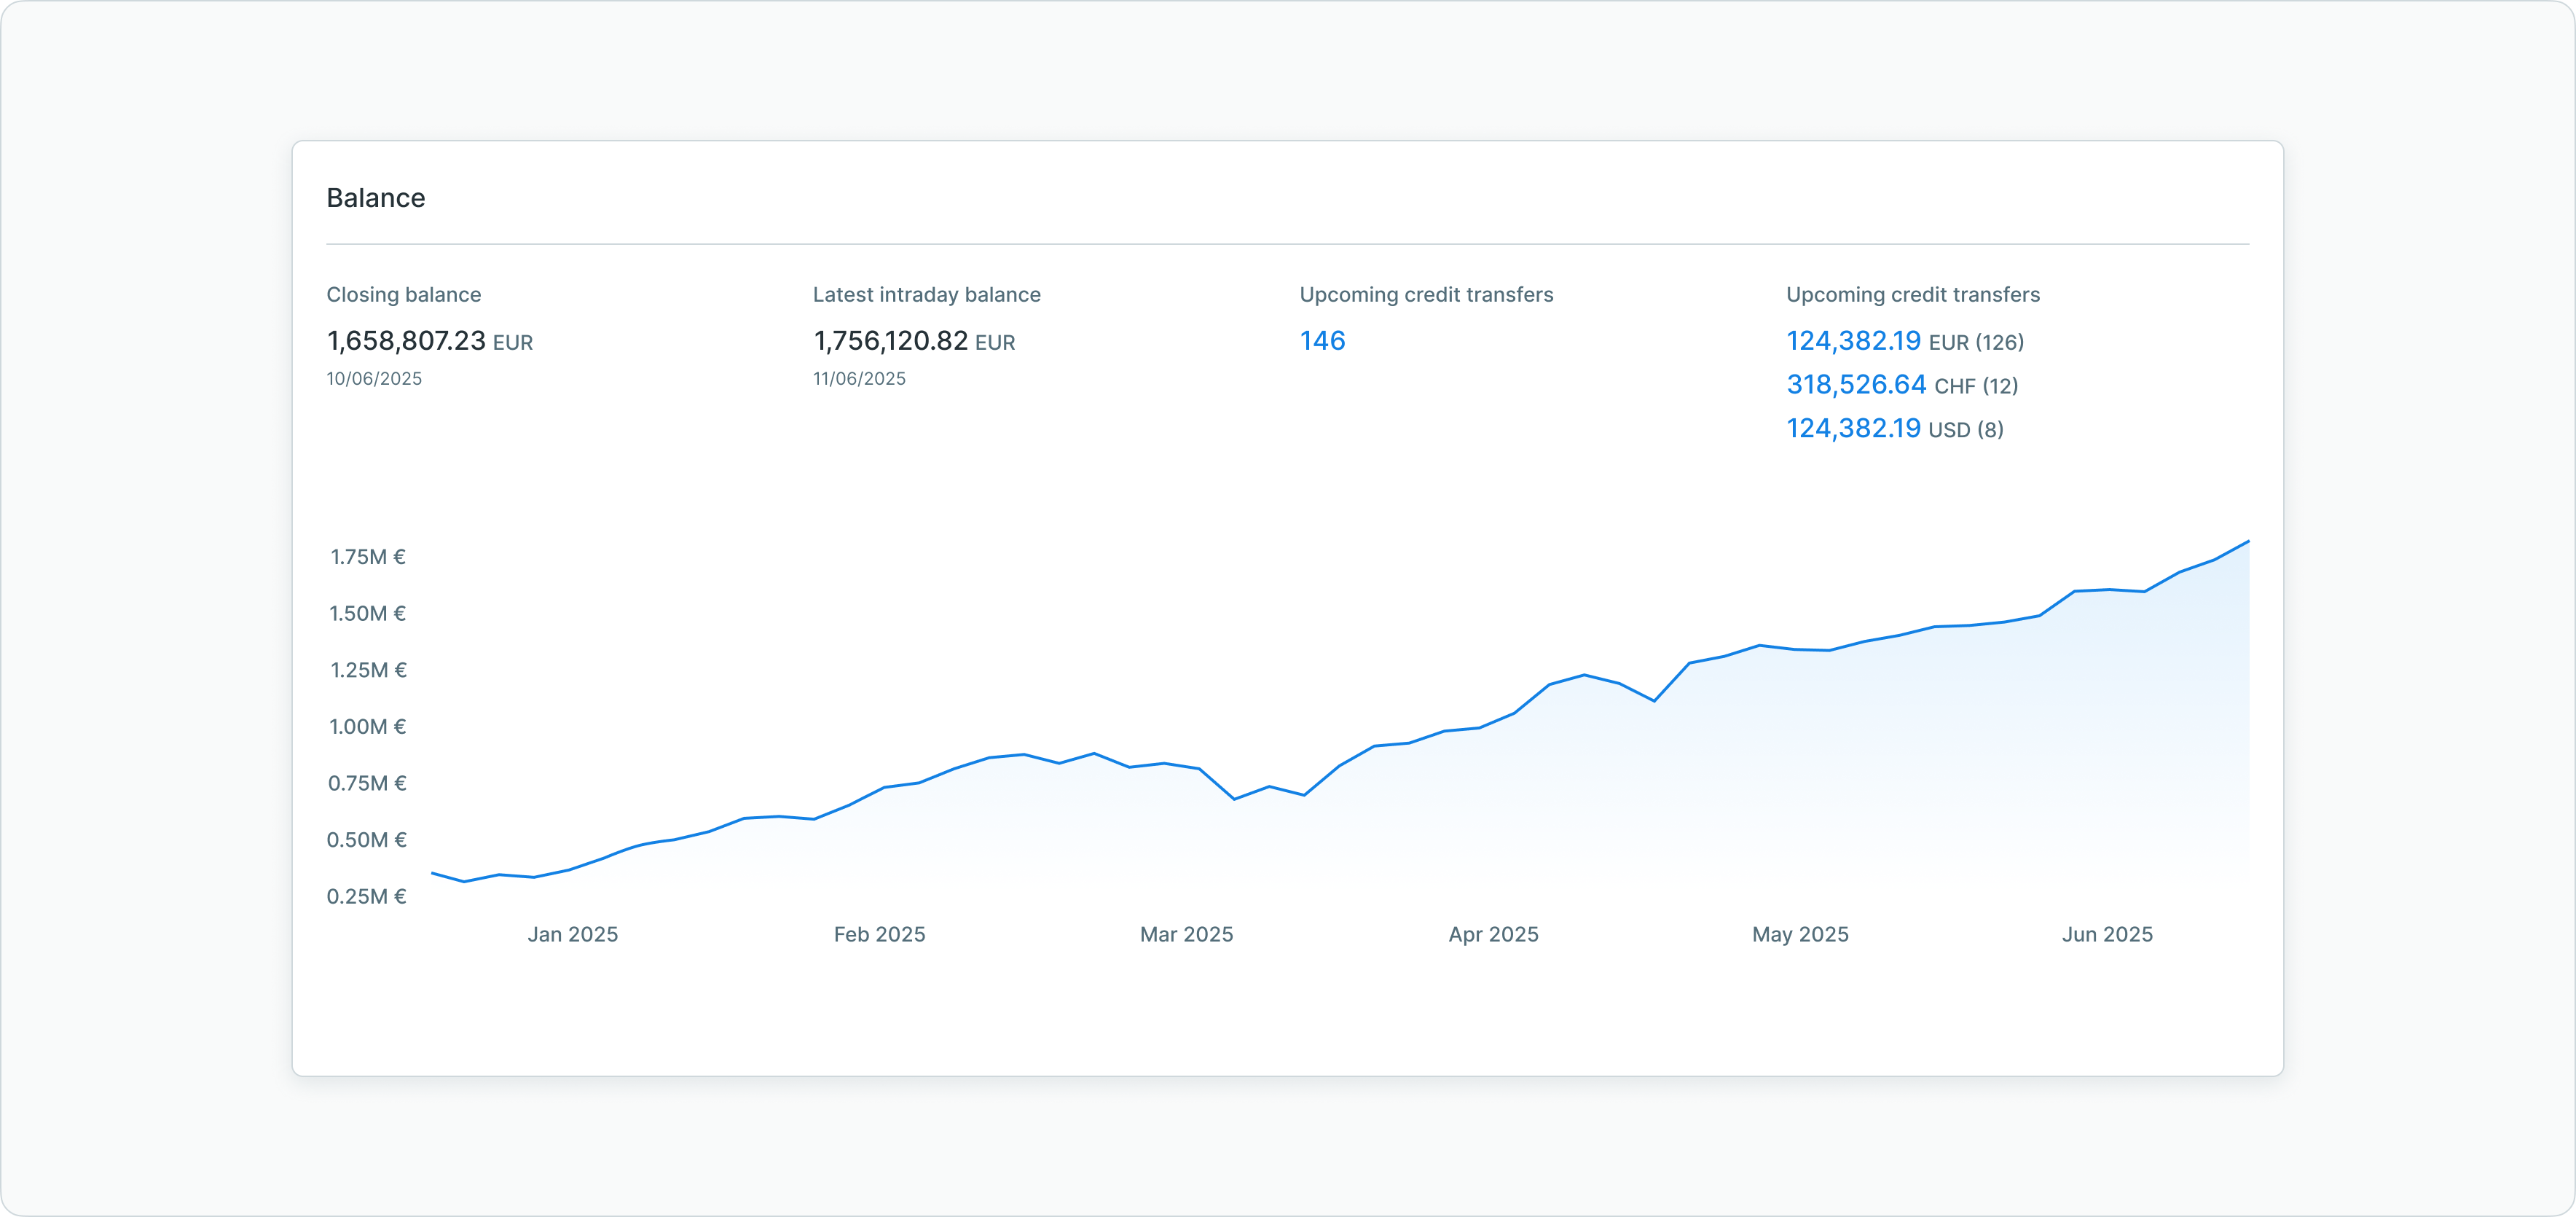 Balance
Closing balance
1,658,807.23 EUR
10/06/2025
Latest intraday balance
1,756,120.82 EUR
11/06/2025
Upcoming credit transfers
146
Upcoming credit transfers
124,382.19 EUR (126)
318,526.64 CHF (12)
124,382.19 USD (8)
1.75M €
1.50M €
1.25M €
1.00M €
0.75M €
0.50M €
0.25M €
Jan 2025
Feb 2025
Mar 2025
Apr 2025
May 2025
Jun 2025